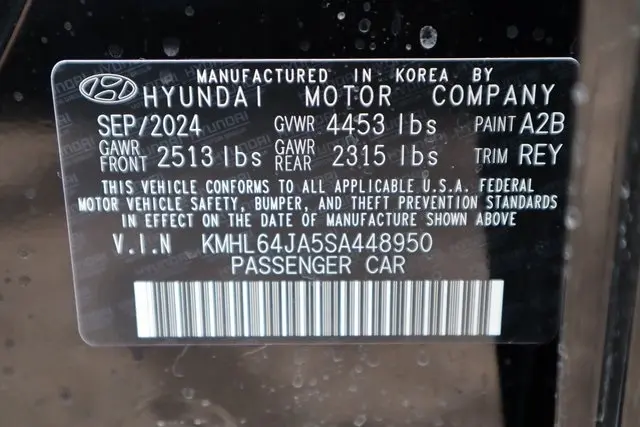 MANUFACTURED IN KOREA BY
HYUNDAI MOTOR COMPANY
SEP/2024 GVWR 4453 lbs PAINT A2B
GAWR FRONT 2513 lbs GAWR REAR 2315 lbs TRIM REY
THIS VEHICLE CONFORMS TO ALL APPLICABLE U.S.A. FEDERAL
MOTOR VEHICLE SAFETY, BUMPER, AND THEFT PREVENTION STANDARDS
IN EFFECT ON THE DATE OF MANUFACTURE SHOWN ABOVE
V.I.N KMHL64JA5SA448950
PASSENGER CAR